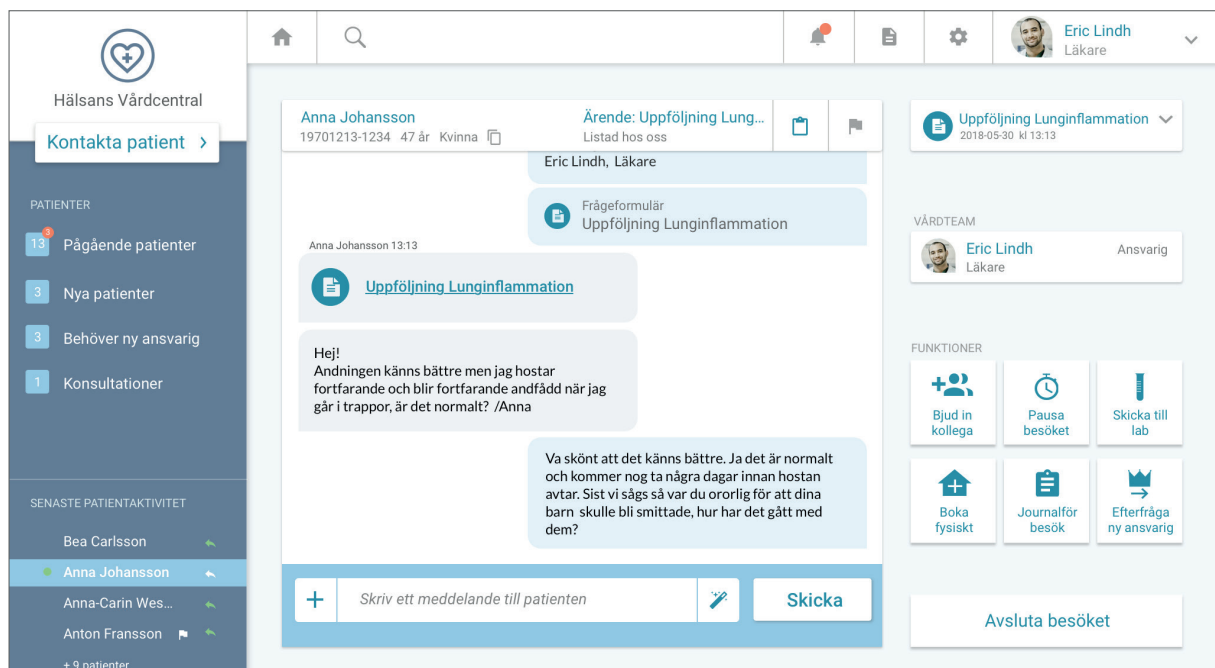 Hälsans Vårdcentral
Kontakta patient
PATIENTER
13
3
Pågående patienter
3
Nya patienter
3
Behöver ny ansvarig
1
Konsultationer
SENASTE PATIENTAKTIVITET
Bea Carlsson
Anna Johansson
Anna-Carin Wes...
Anton Fransson
+ 9 patienter
Eric Lindh
Läkare
Anna Johansson
19701213-1234 47 år Kvinna
Ärende: Uppföljning Lung...
Listad hos oss
Eric Lindh, Läkare
Frågeformulär
Uppföljning Lunginflammation
Anna Johansson 13:13
Uppföljning Lunginflammation
Hej!
Andningen känns bättre men jag hostar
fortfarande och blir fortfarande andfådd när jag
går i trappor, är det normalt? /Anna
Va skönt att det känns bättre. Ja det är normalt
och kommer nog ta några dagar innan hostan
avtar. Sist vi sågs så var du ororlig för att dina
barn skulle bli smittade, hur har det gått med
dem?
Skriv ett meddelande till patienten
Skicka
Uppföljning Lunginflammation
2018-05-30 kl 13:13
VÅRDTEAM
Eric Lindh
Läkare
Ansvarig
FUNKTIONER
Bjud in
kollega
Pausa
besöket
Skicka till
lab
Boka
fysiskt
Journalför
besök
Efterfråga
ny ansvarig
Avsluta besöket